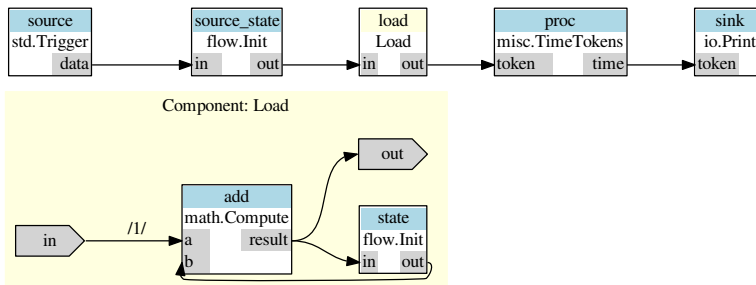 source
std.Trigger
data
source_state
flow.Init
in out
load
Load
in out
proc
misc.TimeTokens
token time
sink
io.Print
token
Component: Load
out
in
/1/
add
math.Compute
a result
b
state
flow.Init
in out